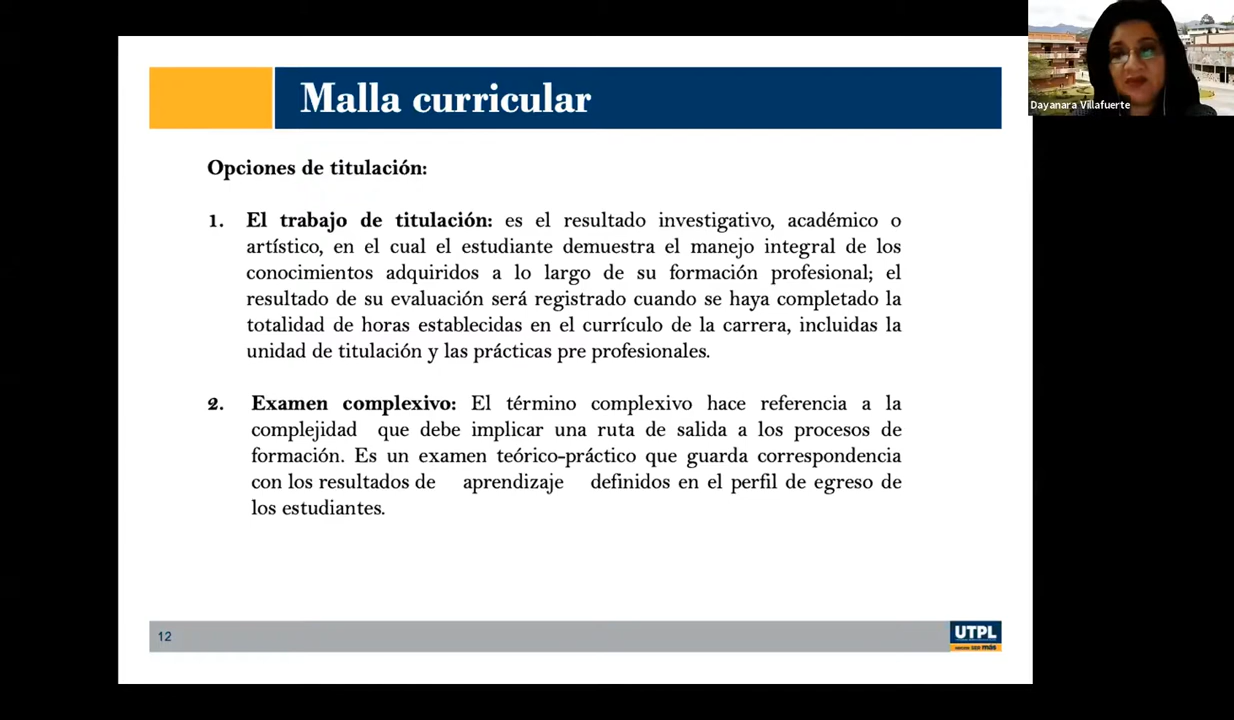 Malla curricular
Dayanara Villafuerte
Opciones de titulación:
1. El trabajo de titulación: es el resultado investigativo, académico o
artístico, en el cual el estudiante demuestra el manejo integral de los
conocimientos adquiridos a lo largo de su formación profesional; el
resultado de su evaluación será registrado cuando se haya completado la
totalidad de horas establecidas en el currículo de la carrera, incluidas la
unidad de titulación y las prácticas pre profesionales.
2. Examen complexivo: El término complexivo hace referencia a la
complejidad que debe implicar una ruta de salida a los procesos de
formación. Es un examen teórico-práctico que guarda correspondencia
con los resultados de aprendizaje definidos en el perfil de egreso de
los estudiantes.
12
UTPL
más